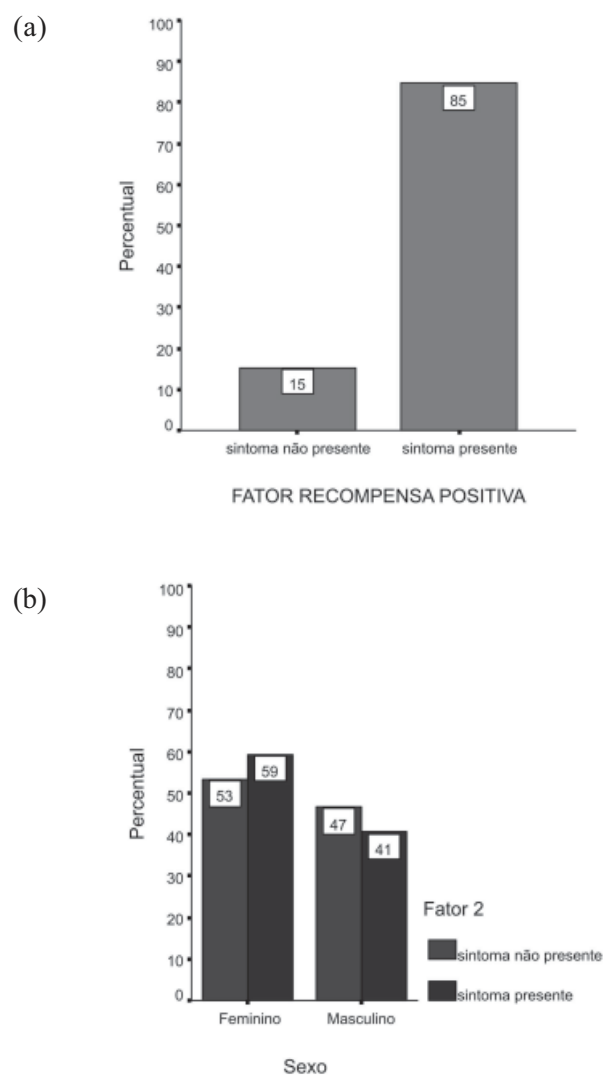 (a)
100
90
80
70
60
50
40
30
20
10
0
Percentual
15
85
sintoma não presente
sintoma presente
FATOR RECOMPENSA POSITIVA
(b)
100
90
80
70
60
50
40
30
20
10
0
Percentual
53
59
47
41
Feminino
Masculino
Sexo
Fator 2
sintoma não presente
sintoma presente